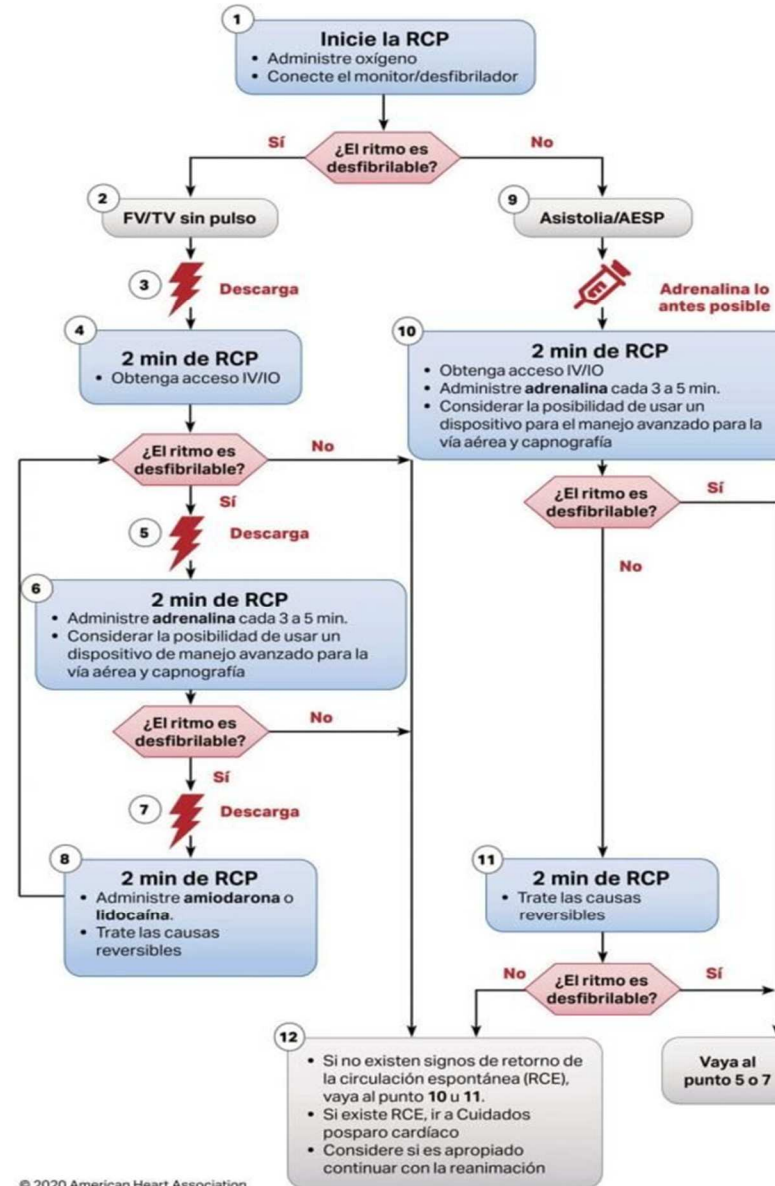 1
Inicie la RCP
• Administre oxígeno
• Conecte el monitor/desfibrilador
¿El ritmo es
desfibrilable?
Sí
No
2
FV/TV sin pulso
3
Descarga
4
2 min de RCP
• Obtenga acceso IV/IO
¿El ritmo es
desfibrilable?
No
Sí
5
Descarga
6
2 min de RCP
• Administre adrenalina cada 3 a 5 min.
• Considerar la posibilidad de usar un
dispositivo de manejo avanzado para la
vía aérea y capnografía
¿El ritmo es
desfibrilable?
No
Sí
7
Descarga
8
2 min de RCP
• Administre amiodarona o
lidocaína.
• Trate las causas
reversibles
9
Asistolia/AESP
Adrenalina lo
antes posible
10
2 min de RCP
• Obtenga acceso IV/IO
• Administre adrenalina cada 3 a 5 min.
• Considerar la posibilidad de usar un
dispositivo para el manejo avanzado para la
vía aérea y capnografía
¿El ritmo es
desfibrilable?
Sí
No
11
2 min de RCP
• Trate las causas
reversibles
¿El ritmo es
desfibrilable?
No
Sí
12
• Si no existen signos de retorno de
la circulación espontánea (RCE),
vaya al punto 10 u 11.
• Si existe RCE, ir a Cuidados
posparo cardíaco
• Considere si es apropiado
continuar con la reanimación
Vaya al
punto 5 o 7
© 2020 American Heart Association